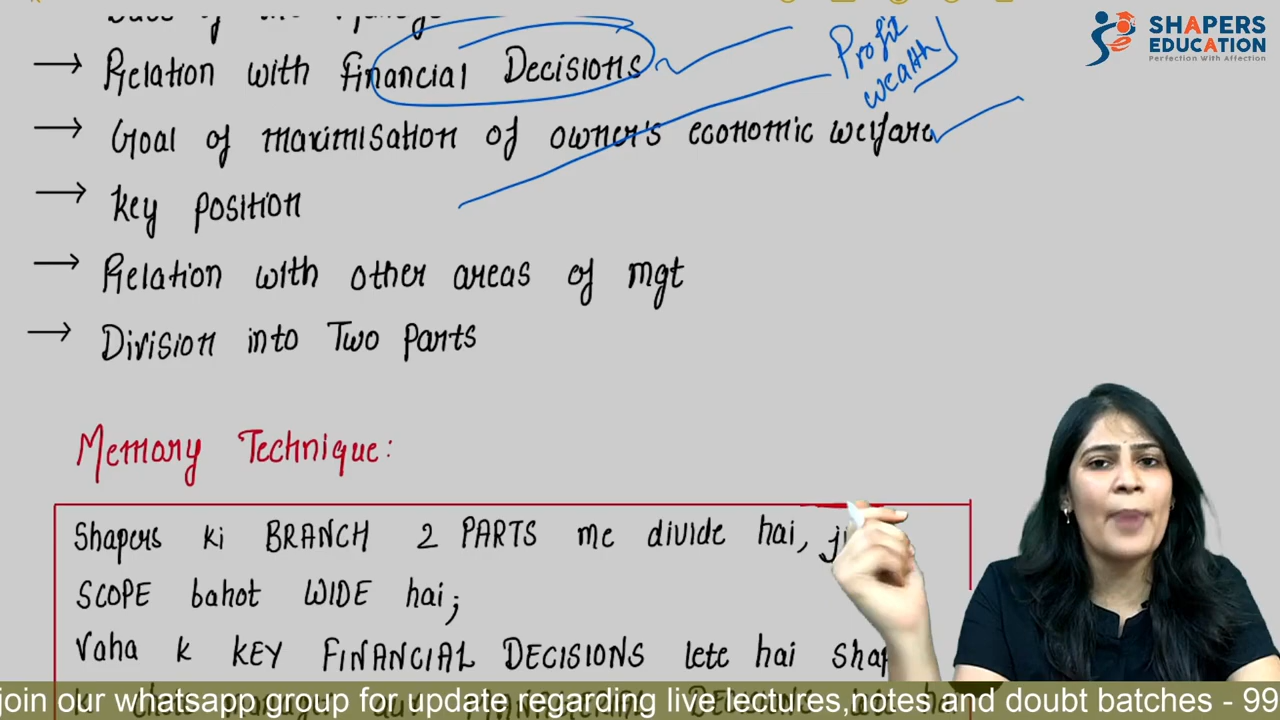 SHAPERS
EDUCATION
Perfection With Affection
→ Relation with Financial Decisions
Profit
wealth
→ Goal of maximisation of owner's economic welfare
→ Key position
→ Relation with other areas of mgt
→ Division into Two parts
Memory Technique:
Shapers ki BRANCH 2 PARTS me divide hai,
SCOPE bahot WIDE hai;
Vaha k KEY FINANCIAL DECISIONS lete hai
join our whatsapp group for update regarding live lectures,notes and doubt batches - 99